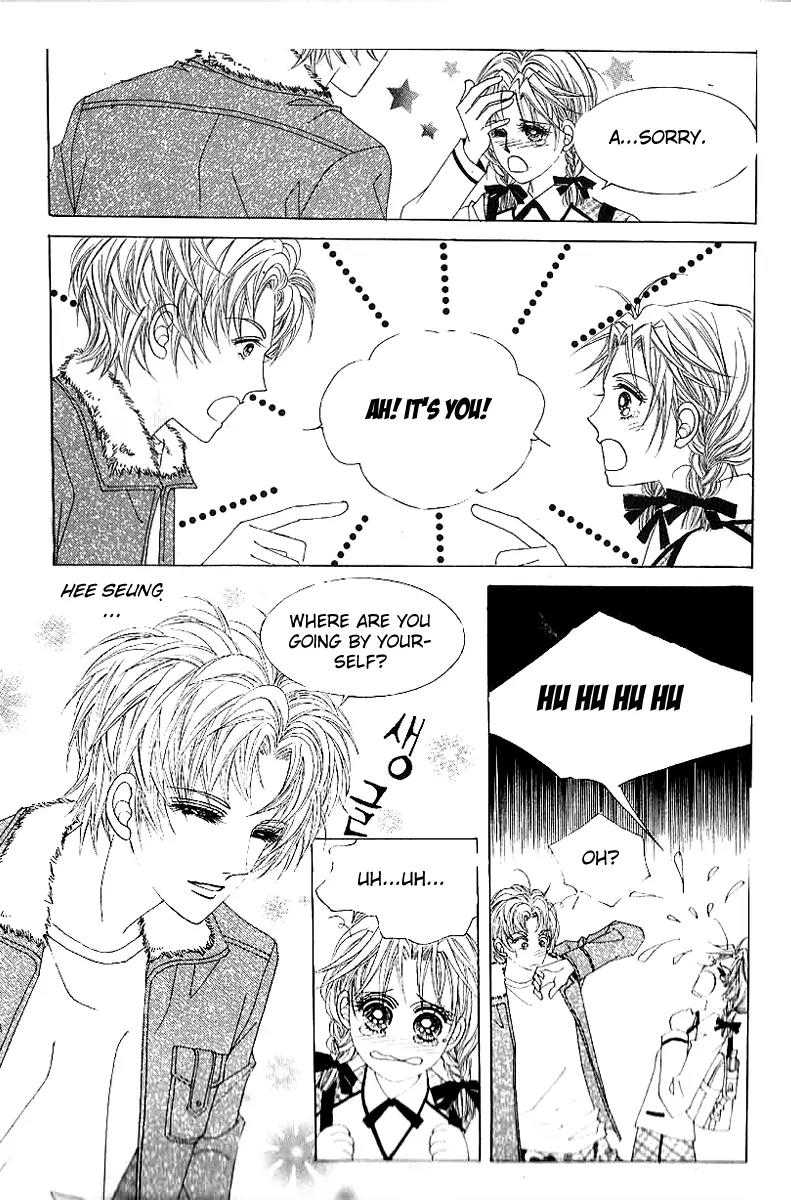 A...SORRY.
AH! IT'S YOU!
HEE SEUNG
...
WHERE ARE YOU
GOING BY YOUR-
SELF?
생긋
UH...UH...
HU HU HU HU
OH?